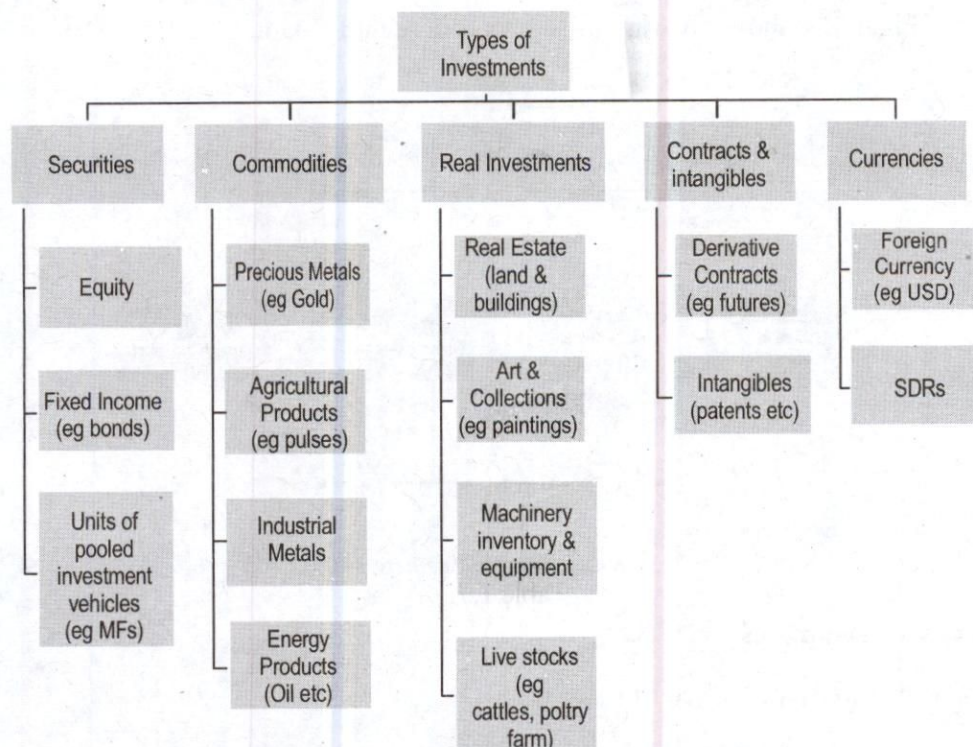 Types of
Investments
Securities
Commodities
Real Investments
Contracts &
intangibles
Currencies
Equity
Fixed Income
(eg bonds)
Units of
pooled
investment
vehicles
(eg MFs)
Precious Metals
(eg Gold)
Agricultural
Products
(eg pulses)
Industrial
Metals
Energy
Products
(Oil etc)
Real Estate
(land &
buildings)
Art &
Collections
(eg paintings)
Machinery
inventory &
equipment
Live stocks
(eg
cattles, poltry
farm)
Derivative
Contracts
(eg futures)
Intangibles
(patents etc)
Foreign
Currency
(eg USD)
SDRs